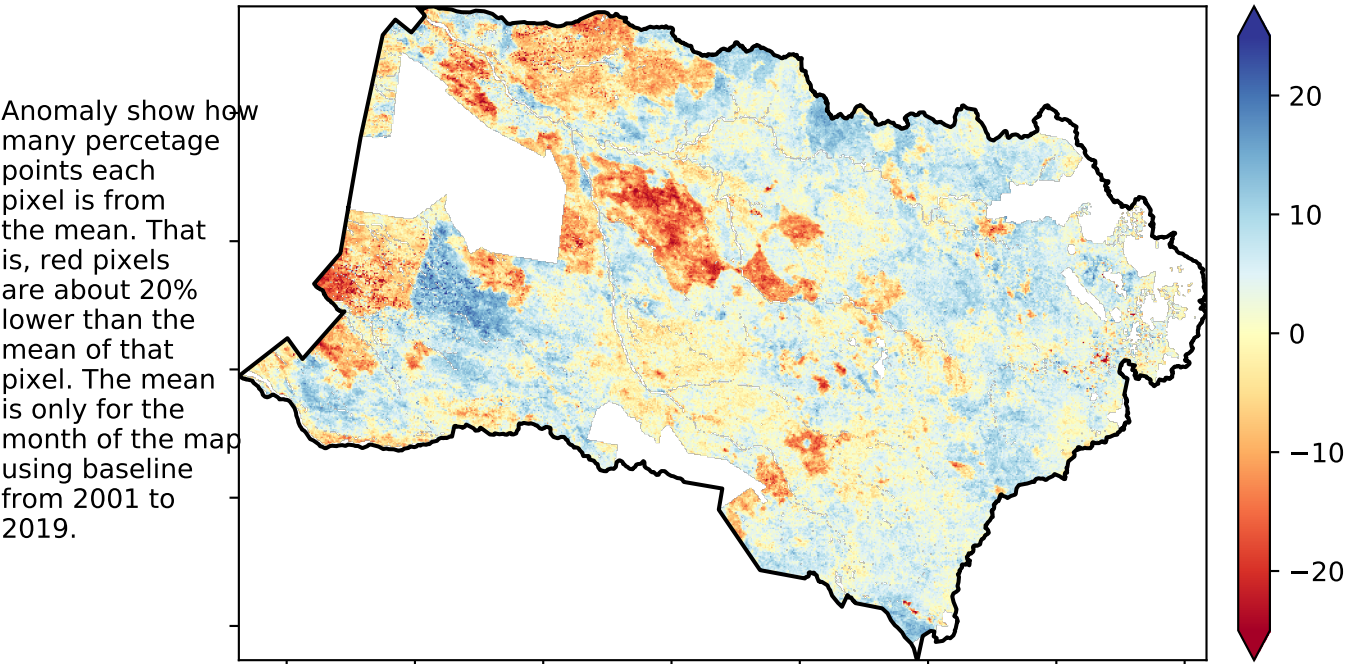 Anomaly show how
many percetage
points each
pixel is from
the mean. That
is, red pixels
are about 20%
lower than the
mean of that
pixel. The mean
is only for the
month of the map
using baseline
from 2001 to
2019.
20
10
0
−10
−20